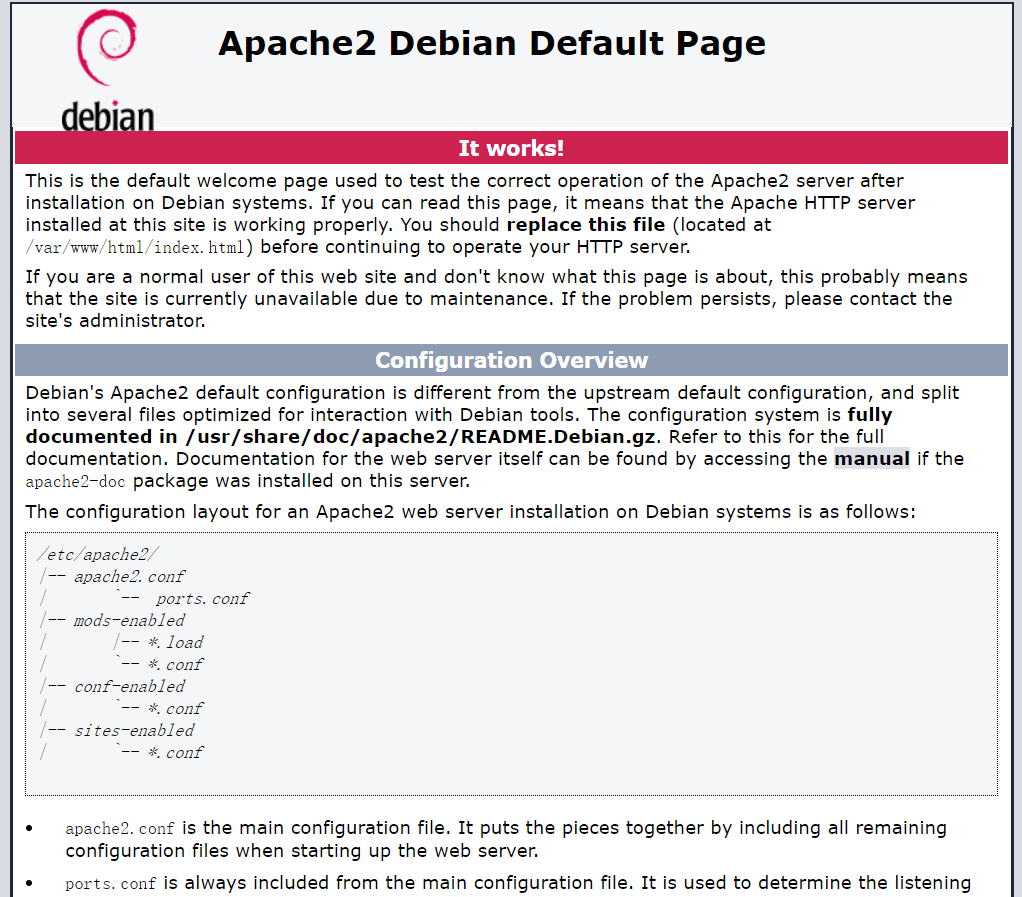 debian
Apache2 Debian Default Page
It works!
This is the default welcome page used to test the correct operation of the Apache2 server after
installation on Debian systems. If you can read this page, it means that the Apache HTTP server
installed at this site is working properly. You should replace this file (located at
/var/www/html/index.html) before continuing to operate your HTTP server.
If you are a normal user of this web site and don't know what this page is about, this probably means
that the site is currently unavailable due to maintenance. If the problem persists, please contact the
site's administrator.
Configuration Overview
Debian's Apache2 default configuration is different from the upstream default configuration, and split
into several files optimized for interaction with Debian tools. The configuration system is fully
documented in /usr/share/doc/apache2/README.Debian.gz. Refer to this for the full
documentation. Documentation for the web server itself can be found by accessing the manual if the
apache2-doc package was installed on this server.
The configuration layout for an Apache2 web server installation on Debian systems is as follows:
/etc/apache2/
|-- apache2.conf
|       `--  ports.conf
|-- mods-enabled
|       |-- *.load
|       `-- *.conf
|-- conf-enabled
|       `-- *.conf
|-- sites-enabled
|       `-- *.conf
• apache2.conf is the main configuration file. It puts the pieces together by including all remaining
configuration files when starting up the web server.
• ports.conf is always included from the main configuration file. It is used to determine the listening